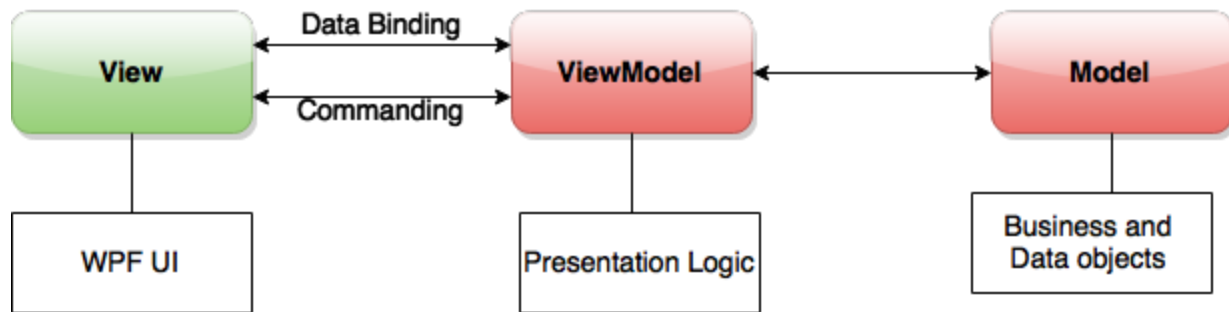 Data Binding
View
ViewModel
Model
Commanding
WPF UI
Presentation Logic
Business and
Data objects